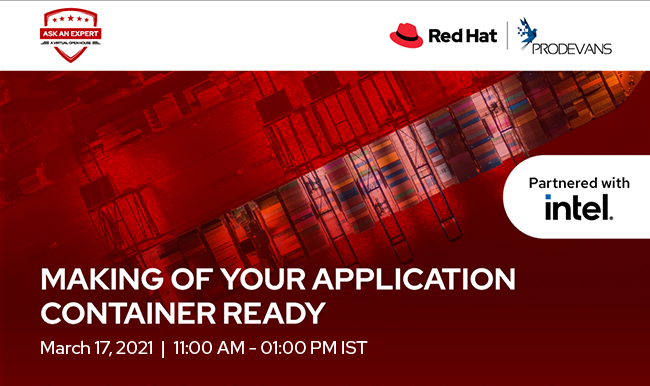 ASK AN EXPERT
A VIRTUAL OPEN HOUSE
Red Hat
PRODEVANS
Partnered with
intel.
MAKING OF YOUR APPLICATION
CONTAINER READY
March 17, 2021 | 11:00 AM - 01:00 PM IST